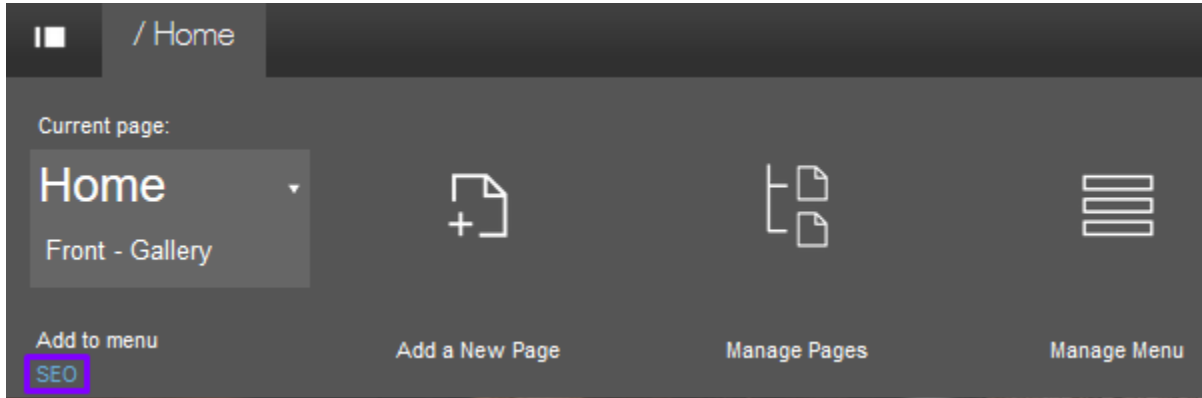 / Home
Current page:
Home
Front - Gallery
Add to menu
SEO
Add a New Page
Manage Pages
Manage Menu